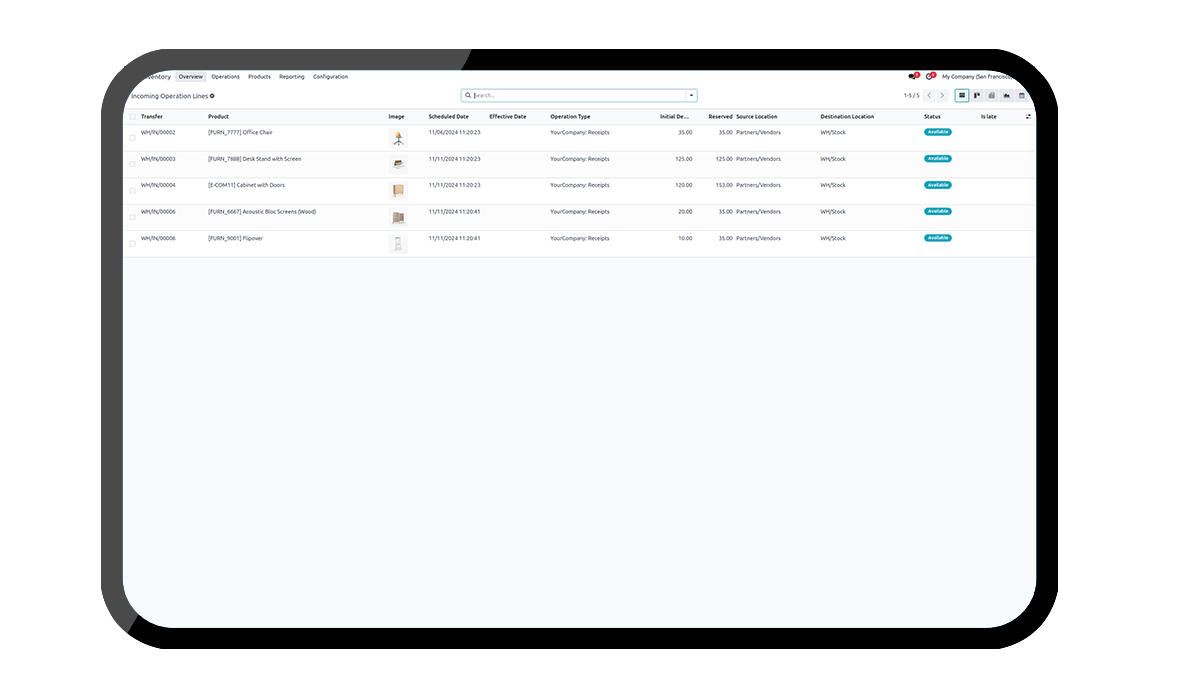 nventory Overview Operations Products Reporting Configuration My Company (San Francisco)
Incoming Operation Lines Search... 1-5 / 5
Transfer Product Image Scheduled Date Effective Date Operation Type Initial De... Reserved Source Location Destination Location Status Is late
WH/IN/00002 [FURN_7777] Office Chair 11/06/2024 11:20:23 YourCompany: Receipts 35.00 35.00 Partners/Vendors WH/Stock Available
WH/IN/00003 [FURN_7888] Desk Stand with Screen 11/11/2024 11:20:23 YourCompany: Receipts 125.00 125.00 Partners/Vendors WH/Stock Available
WH/IN/00004 [E-COM11] Cabinet with Doors 11/11/2024 11:20:23 YourCompany: Receipts 120.00 153.00 Partners/Vendors WH/Stock Available
WH/IN/00006 [FURN_6667] Acoustic Bloc Screens (Wood) 11/11/2024 11:20:41 YourCompany: Receipts 20.00 35.00 Partners/Vendors WH/Stock Available
WH/IN/00006 [FURN_9001] Flipover 11/11/2024 11:20:41 YourCompany: Receipts 10.00 35.00 Partners/Vendors WH/Stock Available